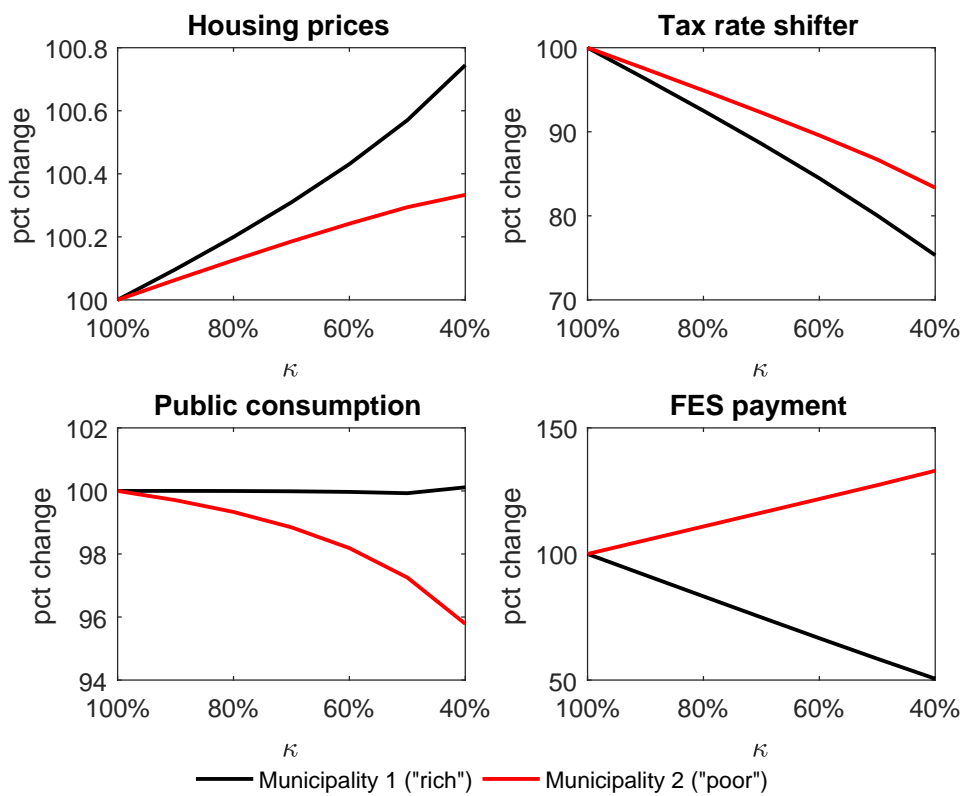 Housing prices
100.8
100.6
100.4
100.2
100
pct change
100% 80% 60% 40%
κ
Tax rate shifter
100
90
80
70
pct change
100% 80% 60% 40%
κ
Public consumption
102
100
98
96
94
pct change
100% 80% 60% 40%
κ
FES payment
150
100
50
pct change
100% 80% 60% 40%
κ
Municipality 1 ("rich") Municipality 2 ("poor")